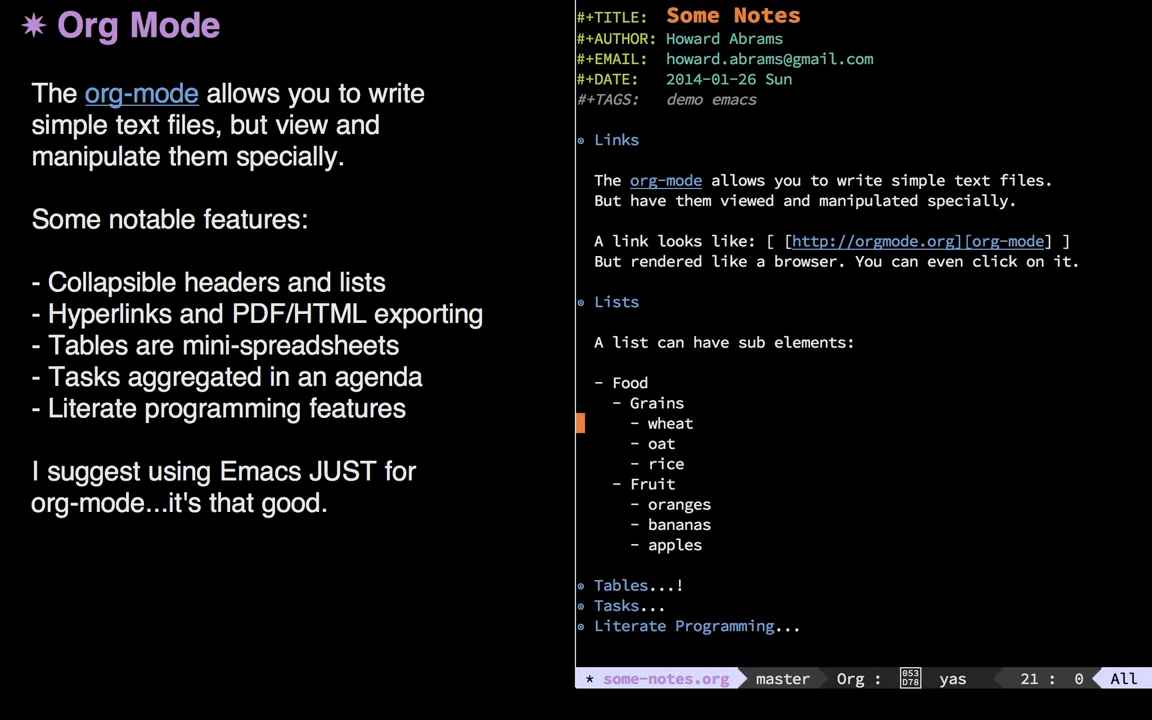 ✷ Org Mode
The org-mode allows you to write
simple text files, but view and
manipulate them specially.
Some notable features:
- Collapsible headers and lists
- Hyperlinks and PDF/HTML exporting
- Tables are mini-spreadsheets
- Tasks aggregated in an agenda
- Literate programming features
I suggest using Emacs JUST for
org-mode...it's that good.
#+TITLE: Some Notes
#+AUTHOR: Howard Abrams
#+EMAIL: howard.abrams@gmail.com
#+DATE: 2014-01-26 Sun
#+TAGS: demo emacs
Links
The org-mode allows you to write simple text files.
But have them viewed and manipulated specially.
A link looks like: [ [http://orgmode.org][org-mode] ]
But rendered like a browser. You can even click on it.
Lists
A list can have sub elements:
- Food
- Grains
- wheat
- oat
- rice
- Fruit
- oranges
- bananas
- apples
Tables...!
Tasks...
Literate Programming...
* some-notes.org master Org : 053D78 yas 21 : 0 All